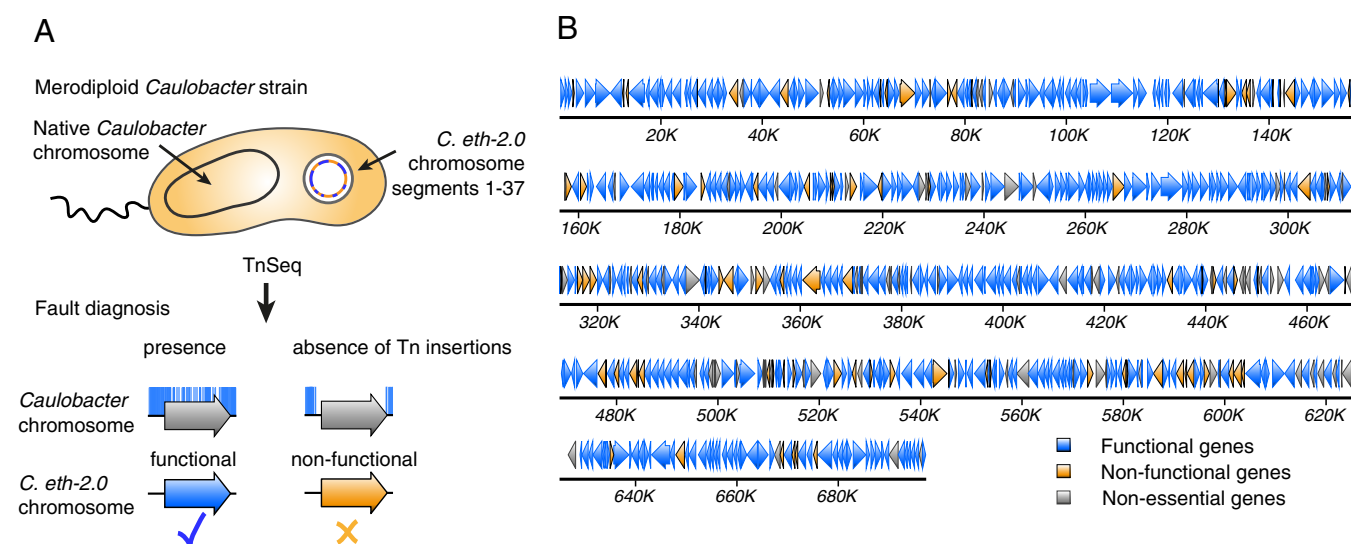 A
Merodiploid Caulobacter strain
Native Caulobacter
chromosome
C. eth-2.0
chromosome
segments 1-37
TnSeq
Fault diagnosis
presence
absence of Tn insertions
Caulobacter
chromosome
functional
non-functional
C. eth-2.0
chromosome
B
20K 40K 60K 80K 100K 120K 140K
160K 180K 200K 220K 240K 260K 280K 300K
320K 340K 360K 380K 400K 420K 440K 460K
480K 500K 520K 540K 560K 580K 600K 620K
640K 660K 680K
Functional genes
Non-functional genes
Non-essential genes